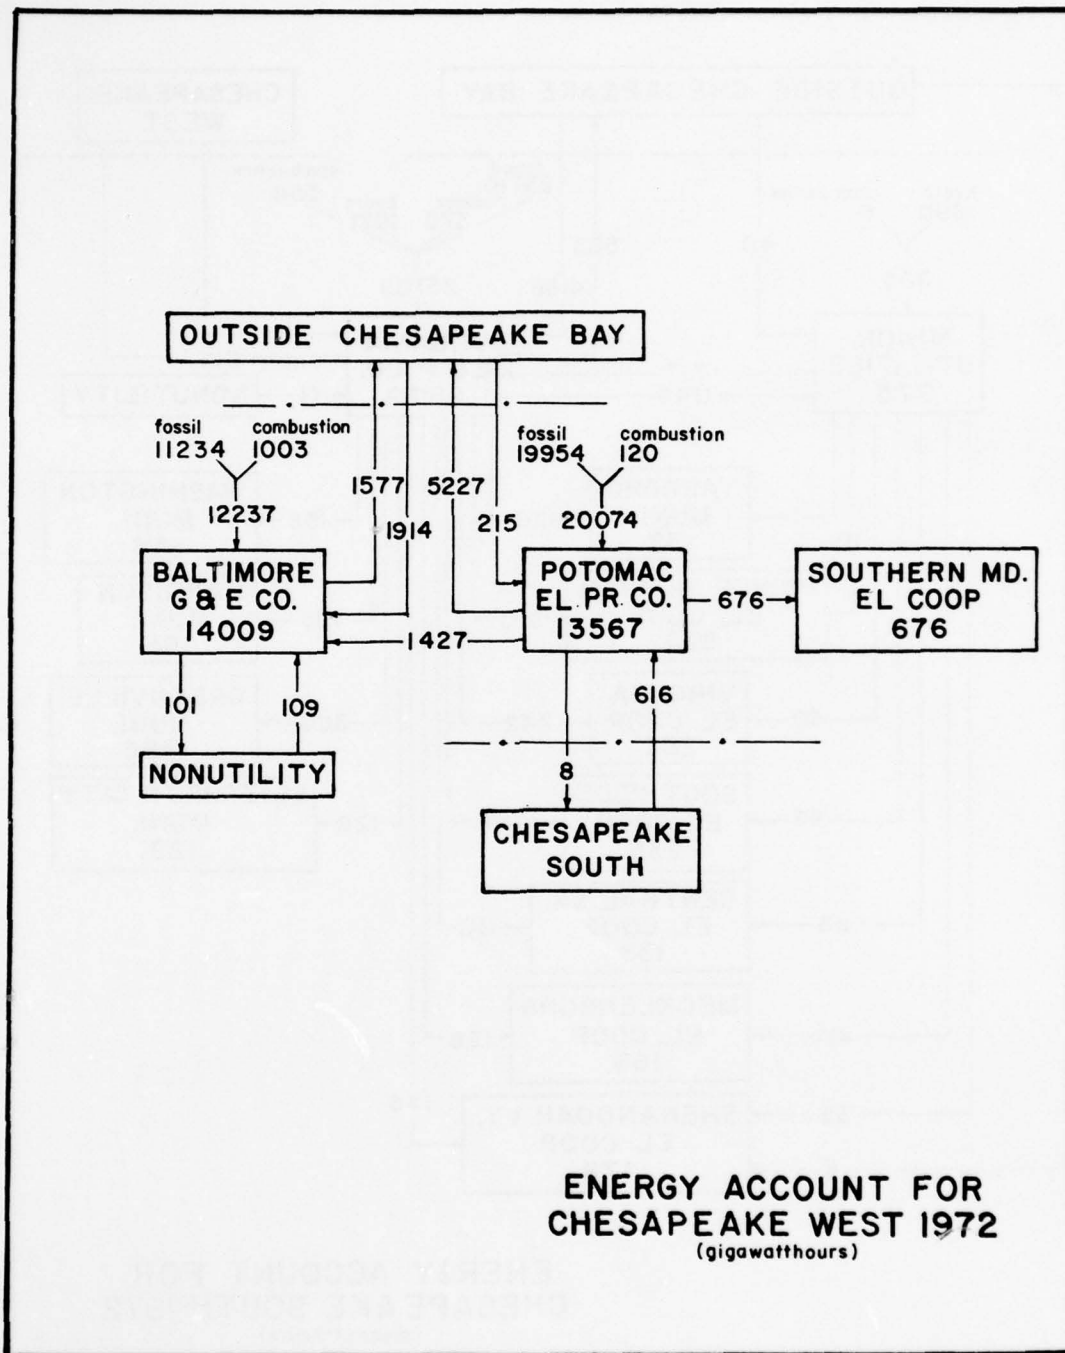 OUTSIDE CHESAPEAKE BAY
fossil combustion
11234 1003
fossil combustion
19954 120
1577 5227
12237 1914 215 20074
BALTIMORE
G & E CO.
14009
POTOMAC
EL. PR. CO.
13567
676
SOUTHERN MD.
EL COOP
676
1427
101 109
616
NONUTILITY
8
CHESAPEAKE
SOUTH
ENERGY ACCOUNT FOR
CHESAPEAKE WEST 1972
(gigawatthours)